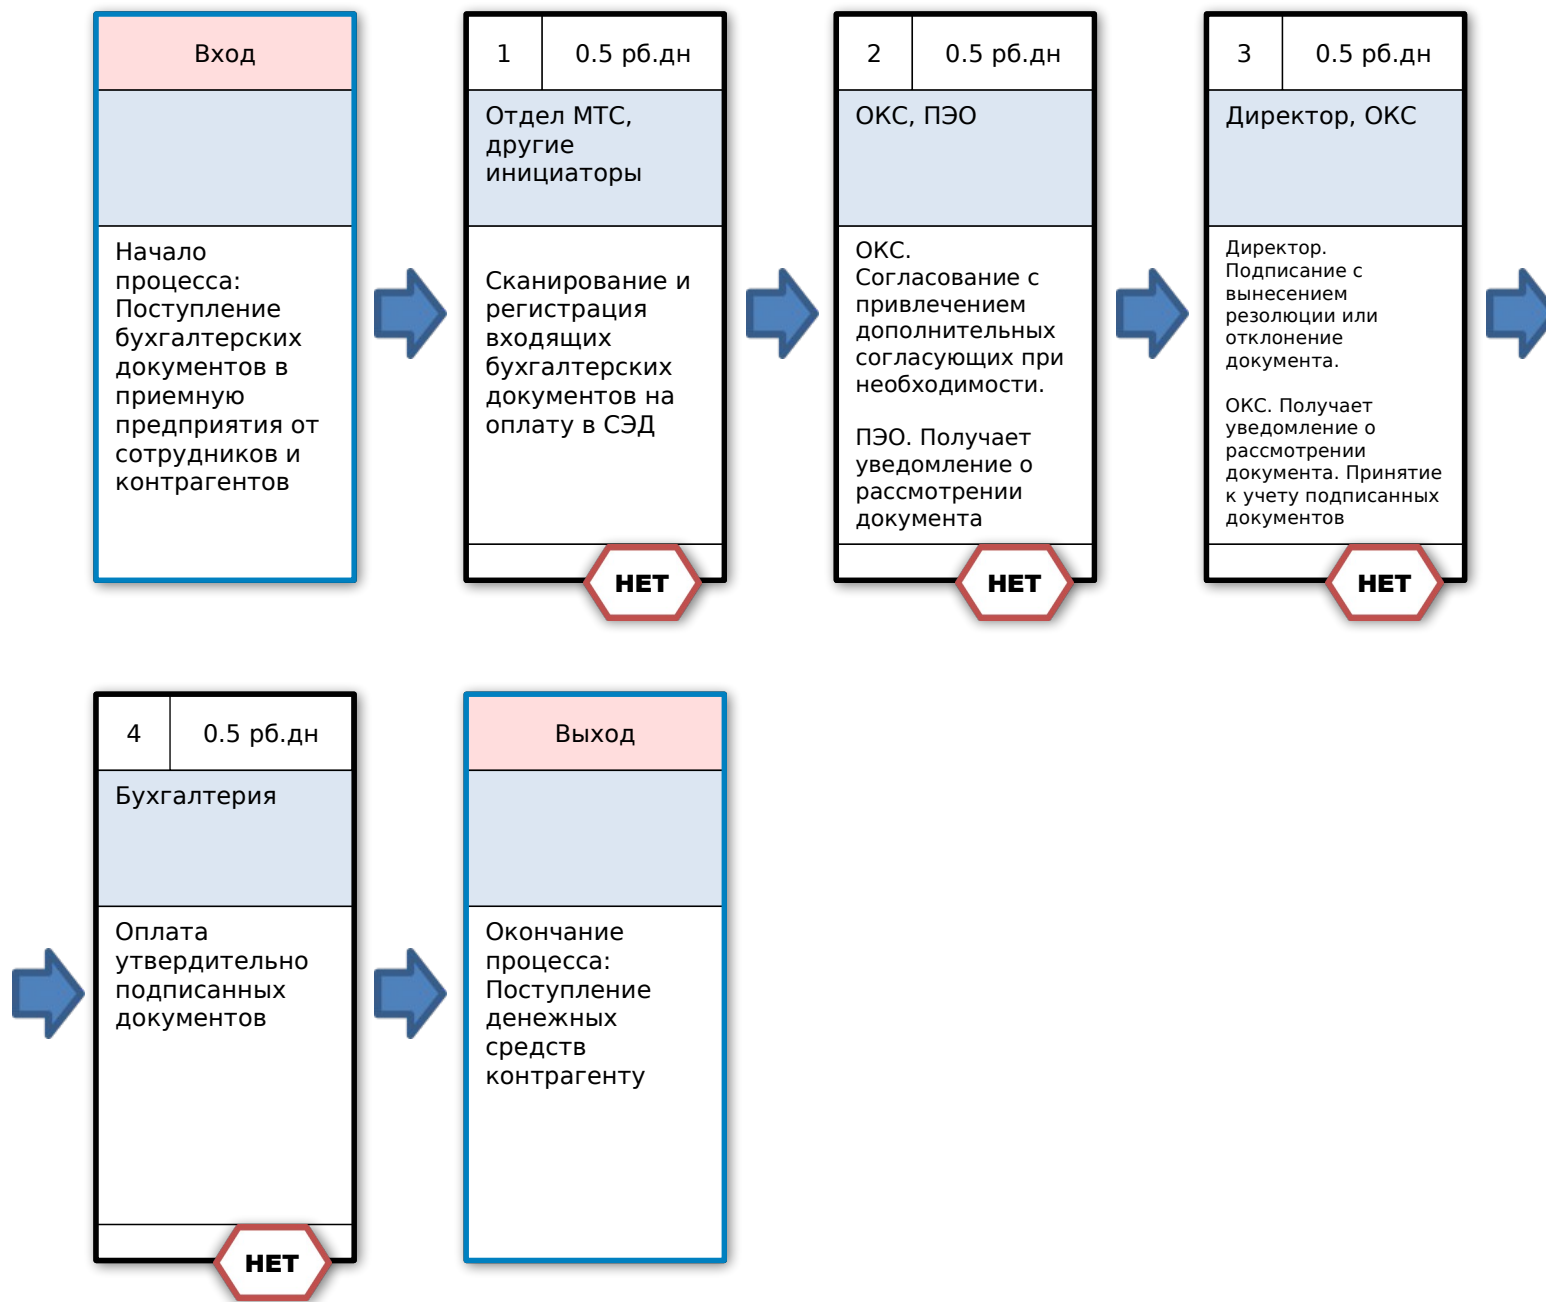 Вход
Начало
процесса:
Поступление
бухгалтерских
документов в
приемную
предприятия от
сотрудников и
контрагентов
1
0.5 рб.дн
Отдел МТС,
другие
инициаторы
Сканирование и
регистрация
входящих
бухгалтерских
документов на
оплату в СЭД
НЕТ
2
0.5 рб.дн
ОКС, ПЭО
ОКС.
Согласование с
привлечением
дополнительных
согласующих при
необходимости.
ПЭО. Получает
уведомление о
рассмотрении
документа
НЕТ
3
0.5 рб.дн
Директор, ОКС
Директор.
Подписание с
вынесением
резолюции или
отклонение
документа.
ОКС. Получает
уведомление о
рассмотрении
документа. Принятие
к учету подписанных
документов
НЕТ
4
0.5 рб.дн
Бухгалтерия
Оплата
утвердительно
подписанных
документов
НЕТ
Выход
Окончание
процесса:
Поступление
денежных
средств
контрагенту